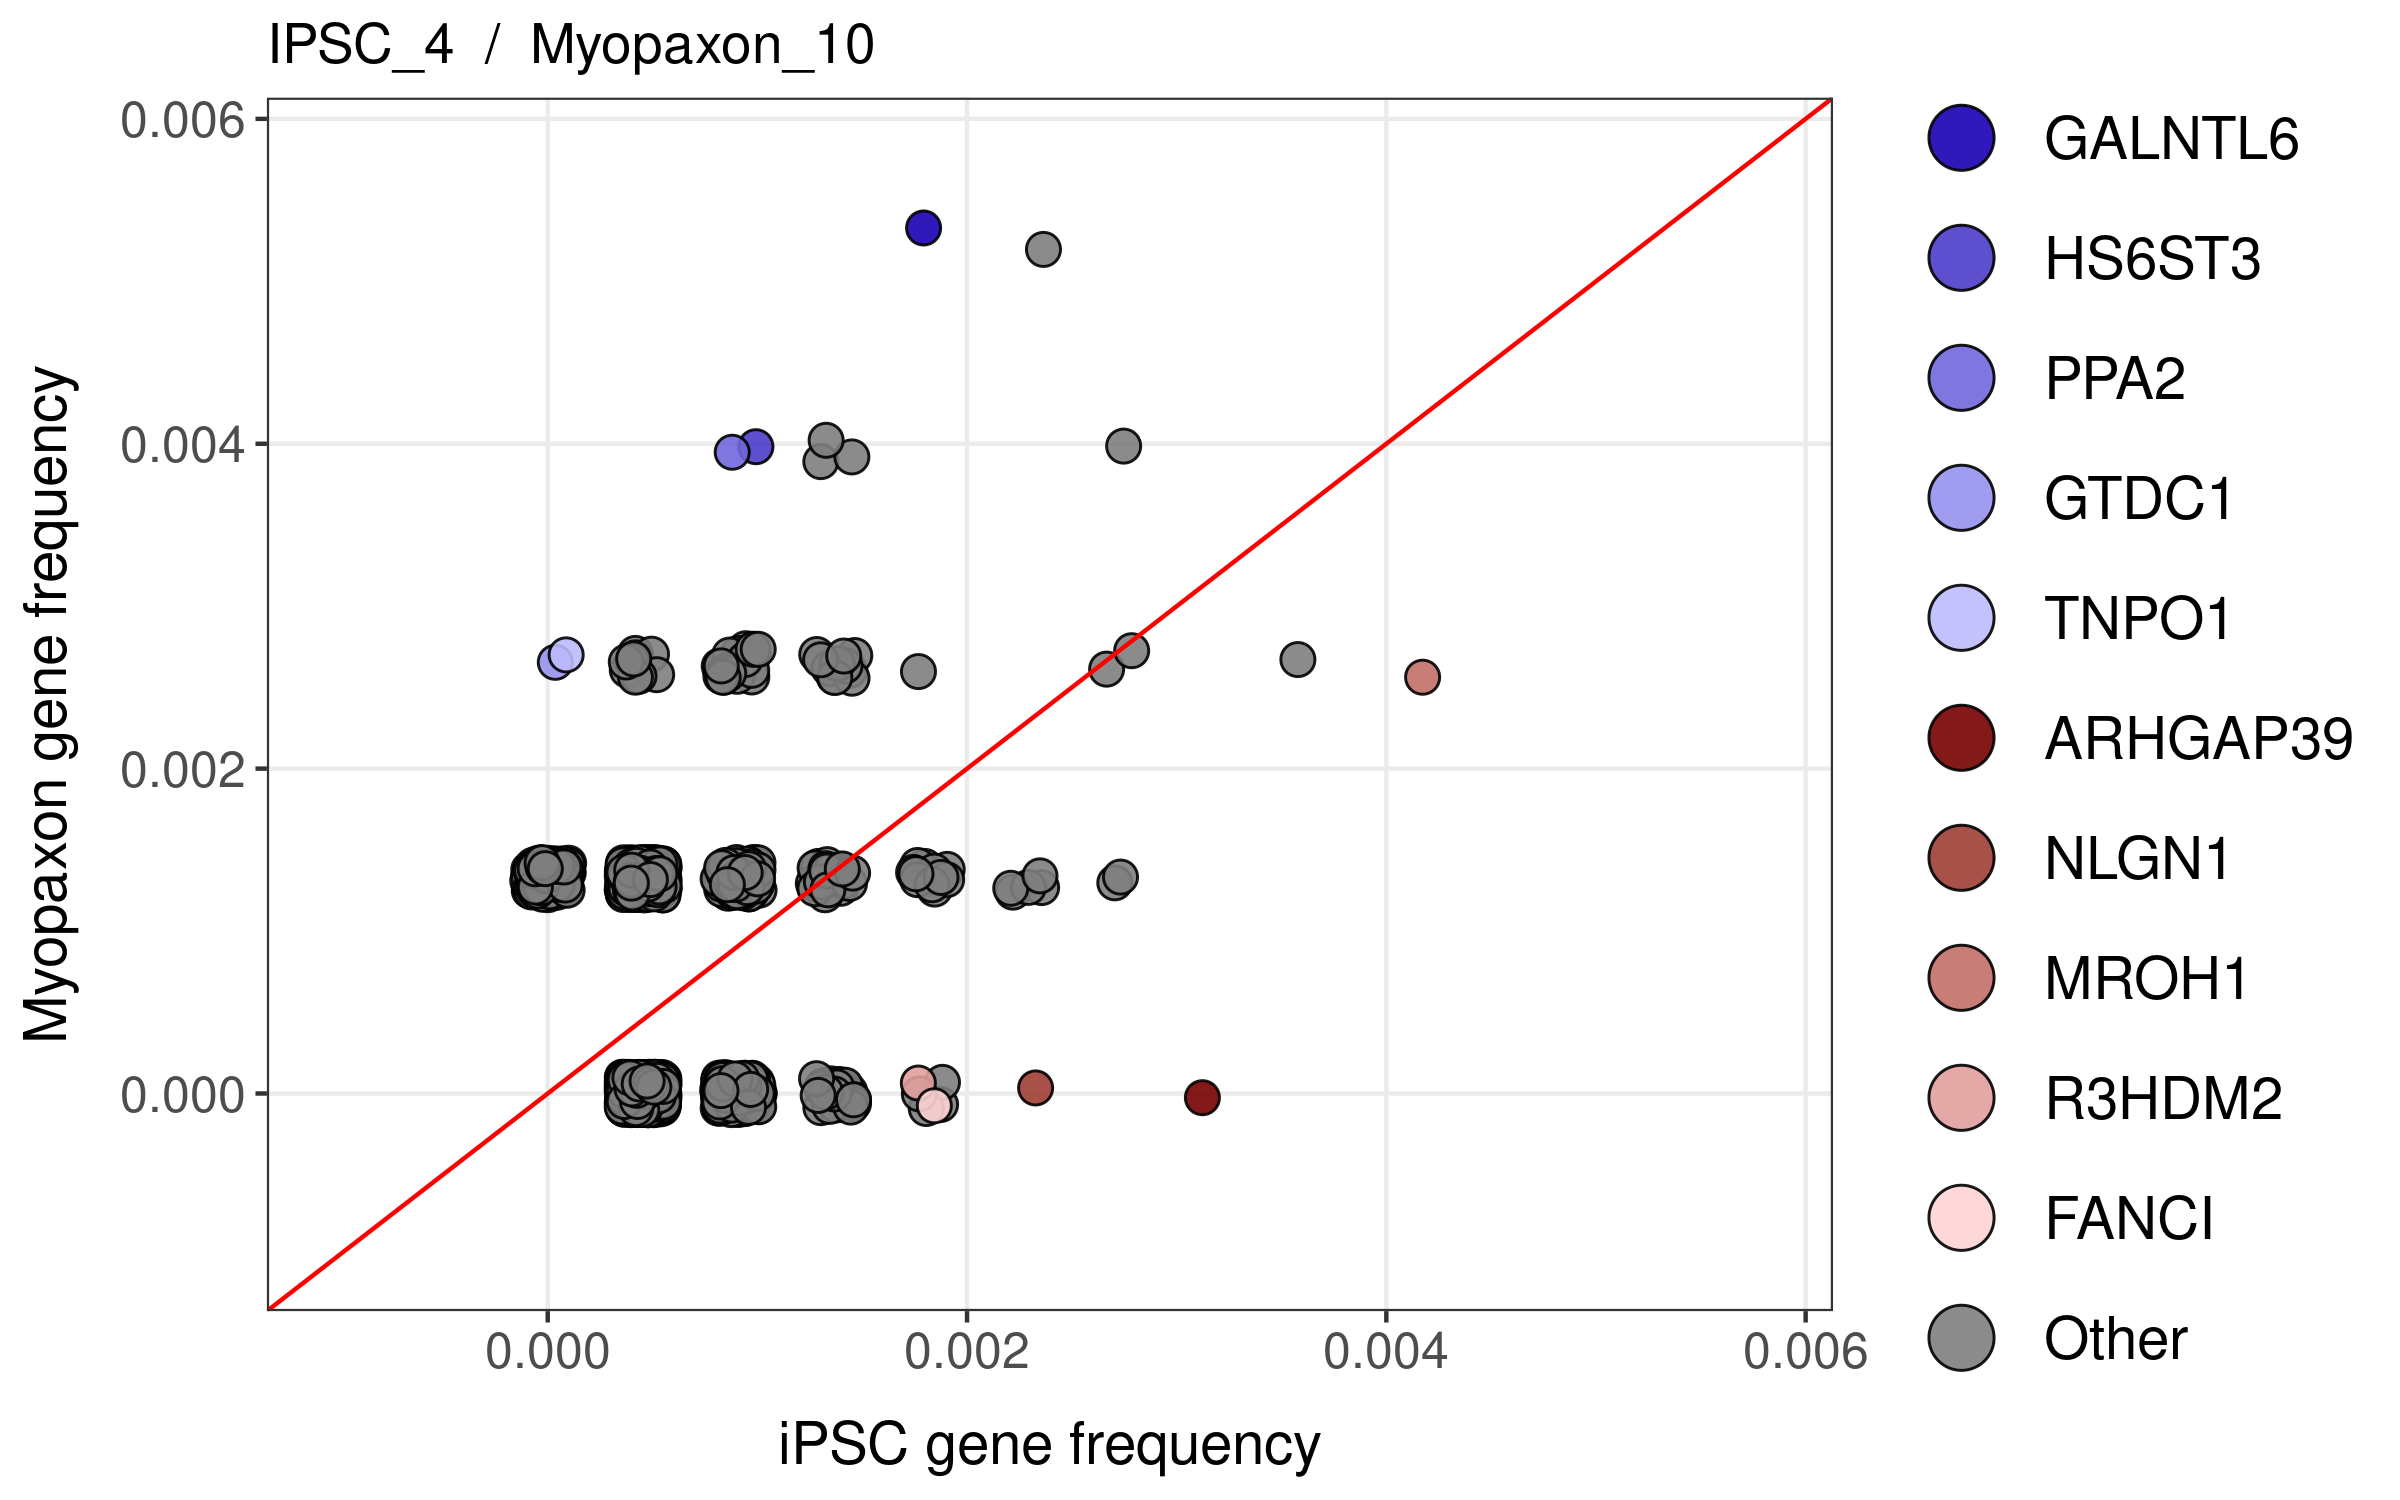 IPSC_4 / Myopaxon_10
0.006
0.004
0.002
0.000
Myopaxon gene frequency
0.000
0.002
0.004
0.006
iPSC gene frequency
GALNTL6
HS6ST3
PPA2
GTDC1
TNPO1
ARHGAP39
NLGN1
MROH1
R3HDM2
FANCI
Other